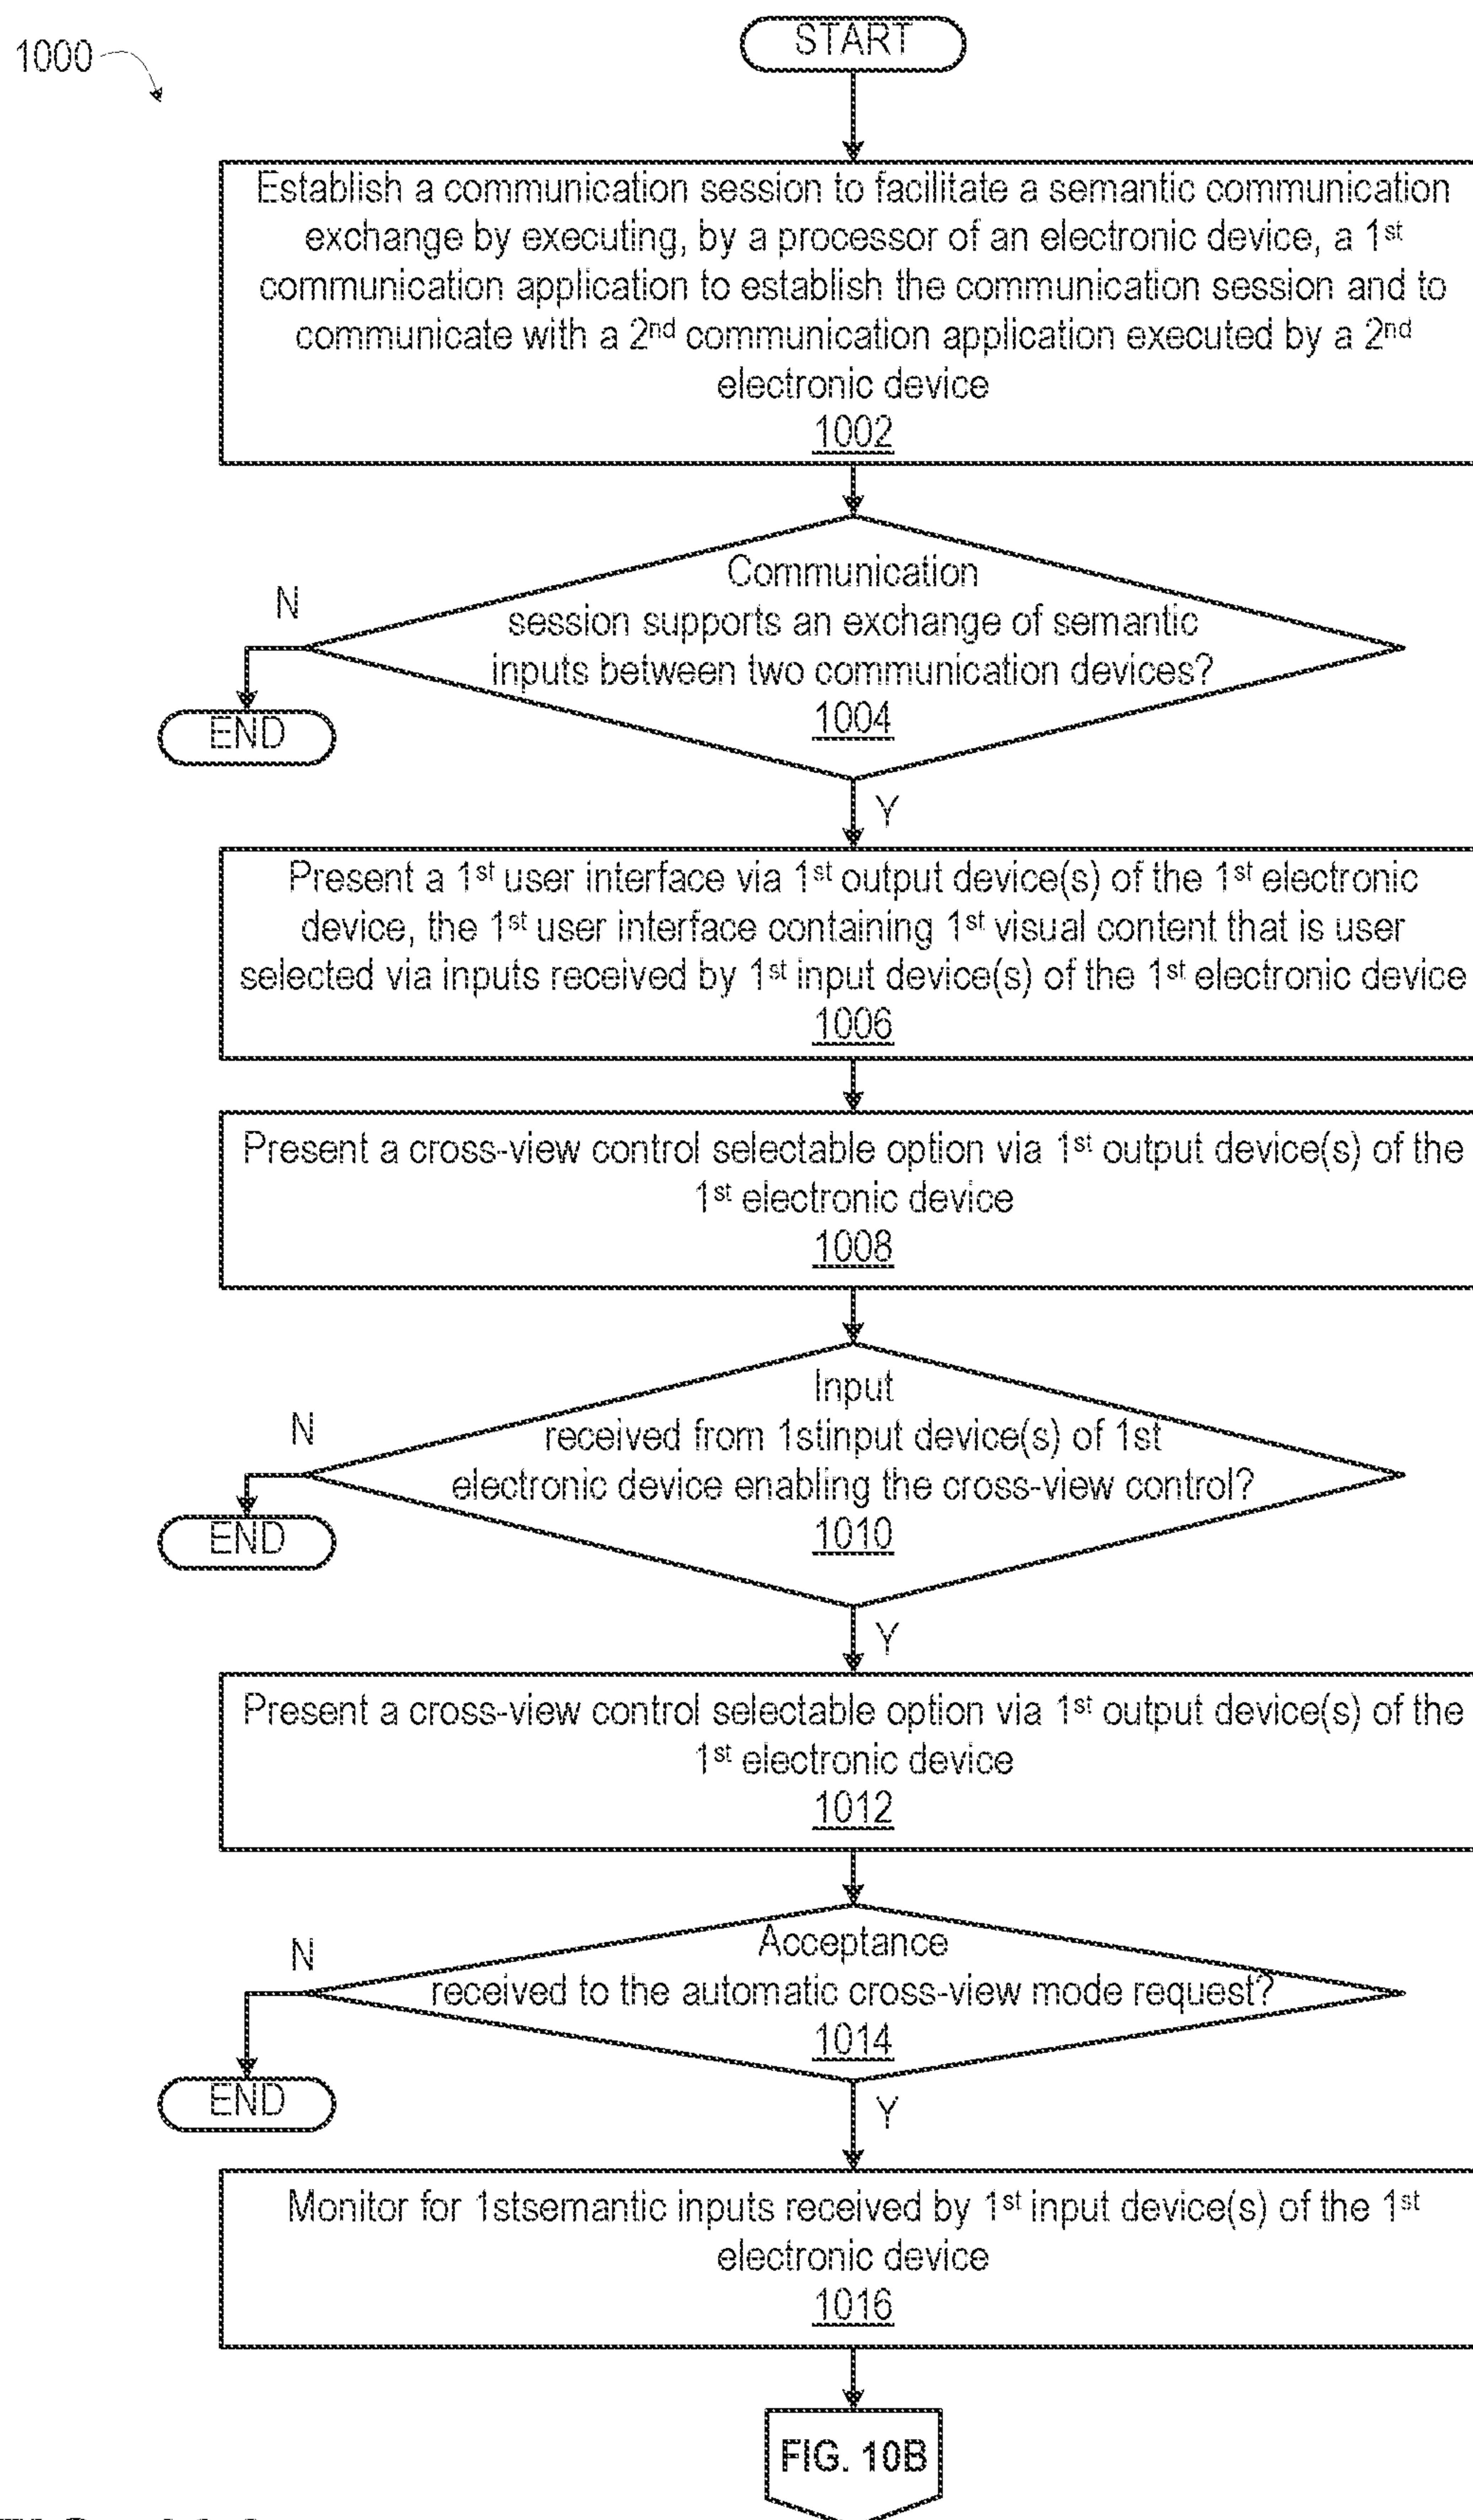 1000
START
Establish a communication session to facilitate a semantic communication
exchange by executing, by a processor of an electronic device, a 1st
communication application to establish the communication session and to
communicate with a 2nd communication application executed by a 2nd
electronic device
1002
Communication
session supports an exchange of semantic
inputs between two communication devices?
1004
N
END
Y
Present a 1st user interface via 1st output device(s) of the 1st electronic
device, the 1st user interface containing 1st visual content that is user
selected via inputs received by 1st input device(s) of the 1st electronic device
1006
Present a cross-view control selectable option via 1st output device(s) of the
1st electronic device
1008
Input
received from 1stinput device(s) of 1st
electronic device enabling the cross-view control?
1010
N
END
Y
Present a cross-view control selectable option via 1st output device(s) of the
1st electronic device
1012
Acceptance
received to the automatic cross-view mode request?
1014
N
END
Y
Monitor for 1stsemantic inputs received by 1st input device(s) of the 1st
electronic device
1016
FIG. 10B